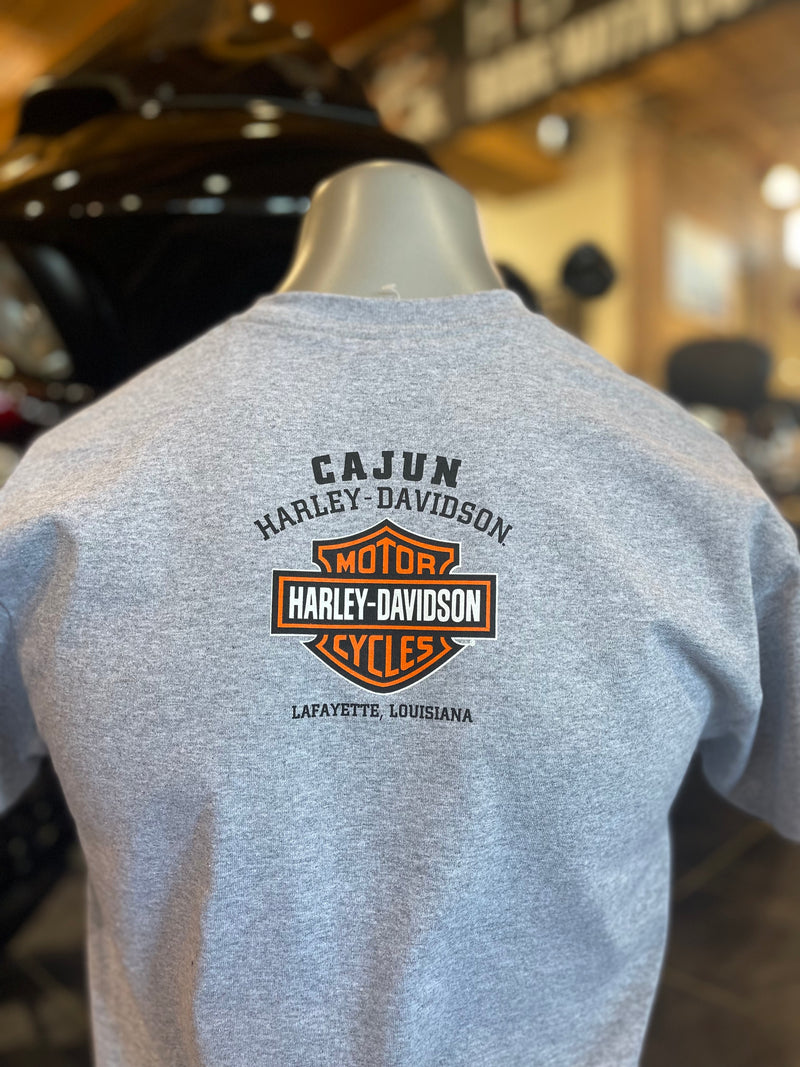 CAJUN
HARLEY-DAVIDSON
MOTOR
HARLEY-DAVIDSON
CYCLES
LAFAYETTE, LOUISIANA